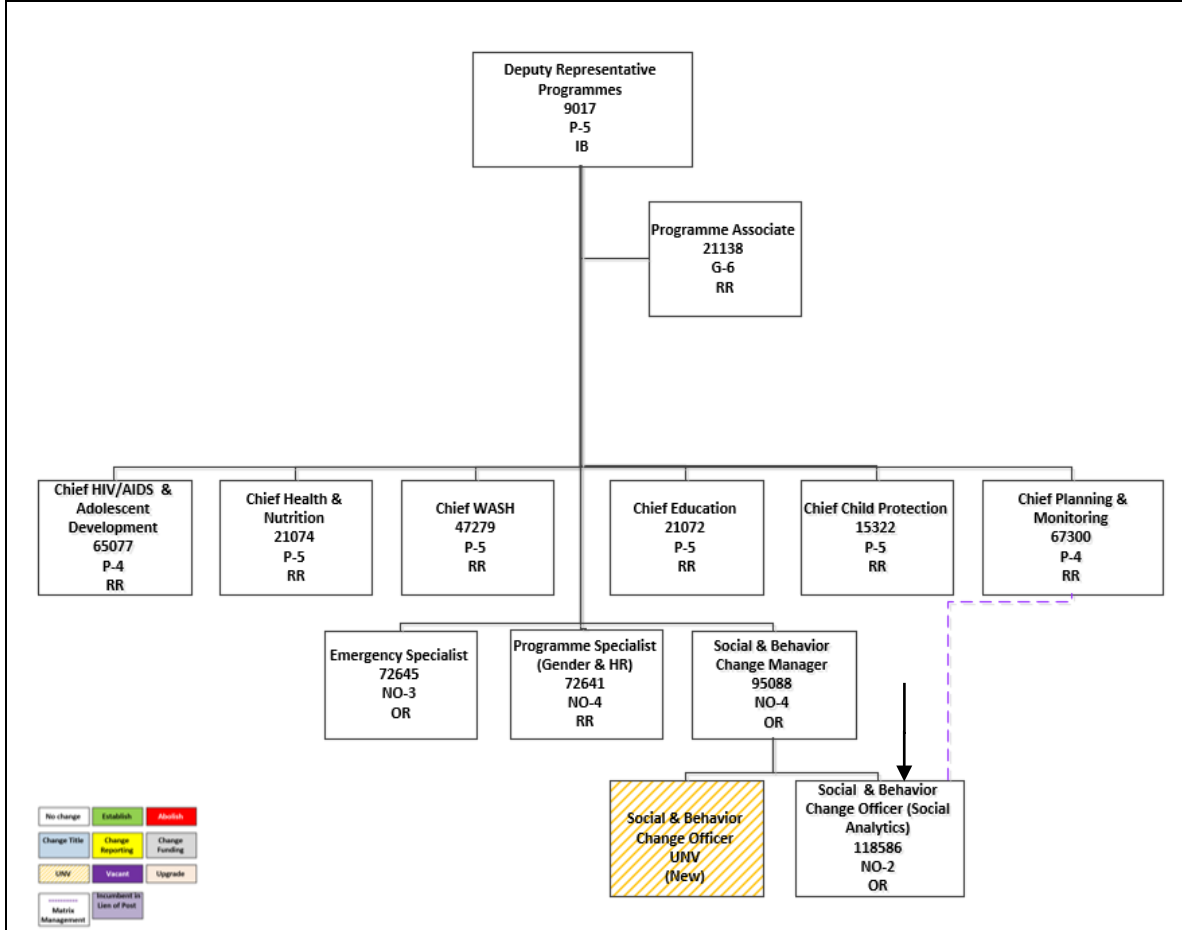 Deputy Representative
Programmes
9017
P-5
IB
Programme Associate
21138
G-6
RR
Chief HIV/AIDS & 
Adolescent
Development
65077
P-4
RR
Chief Health &
Nutrition
21074
P-5
RR
Chief WASH
47279
P-5
RR
Chief Education
21072
P-5
RR
Chief Child Protection
15322
P-5
RR
Chief Planning &
Monitoring
67300
P-4
RR
Emergency Specialist
72645
NO-3
OR
Programme Specialist
(Gender & HR)
72641
NO-4
RR
Social & Behavior
Change Manager
95088
NO-4
OR
Social & Behavior
Change Officer
UNV
(New)
Social & Behavior
Change Officer (Social
Analytics)
118586
NO-2
OR
No change
Establish
Abolish
Change Title
Change
Reporting
Change
Funding
UNV
Vacant
Upgrade
Matrix
Management
Incumbent in
Lien of Post